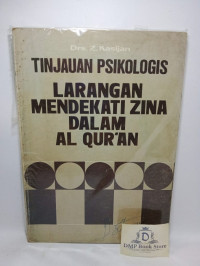 Drs. Z. Kasijan
TINJAUAN PSIKOLOGIS
LARANGAN
MENDEKATI ZINA
DALAM
AL QUR'AN
D
DMP Book Store